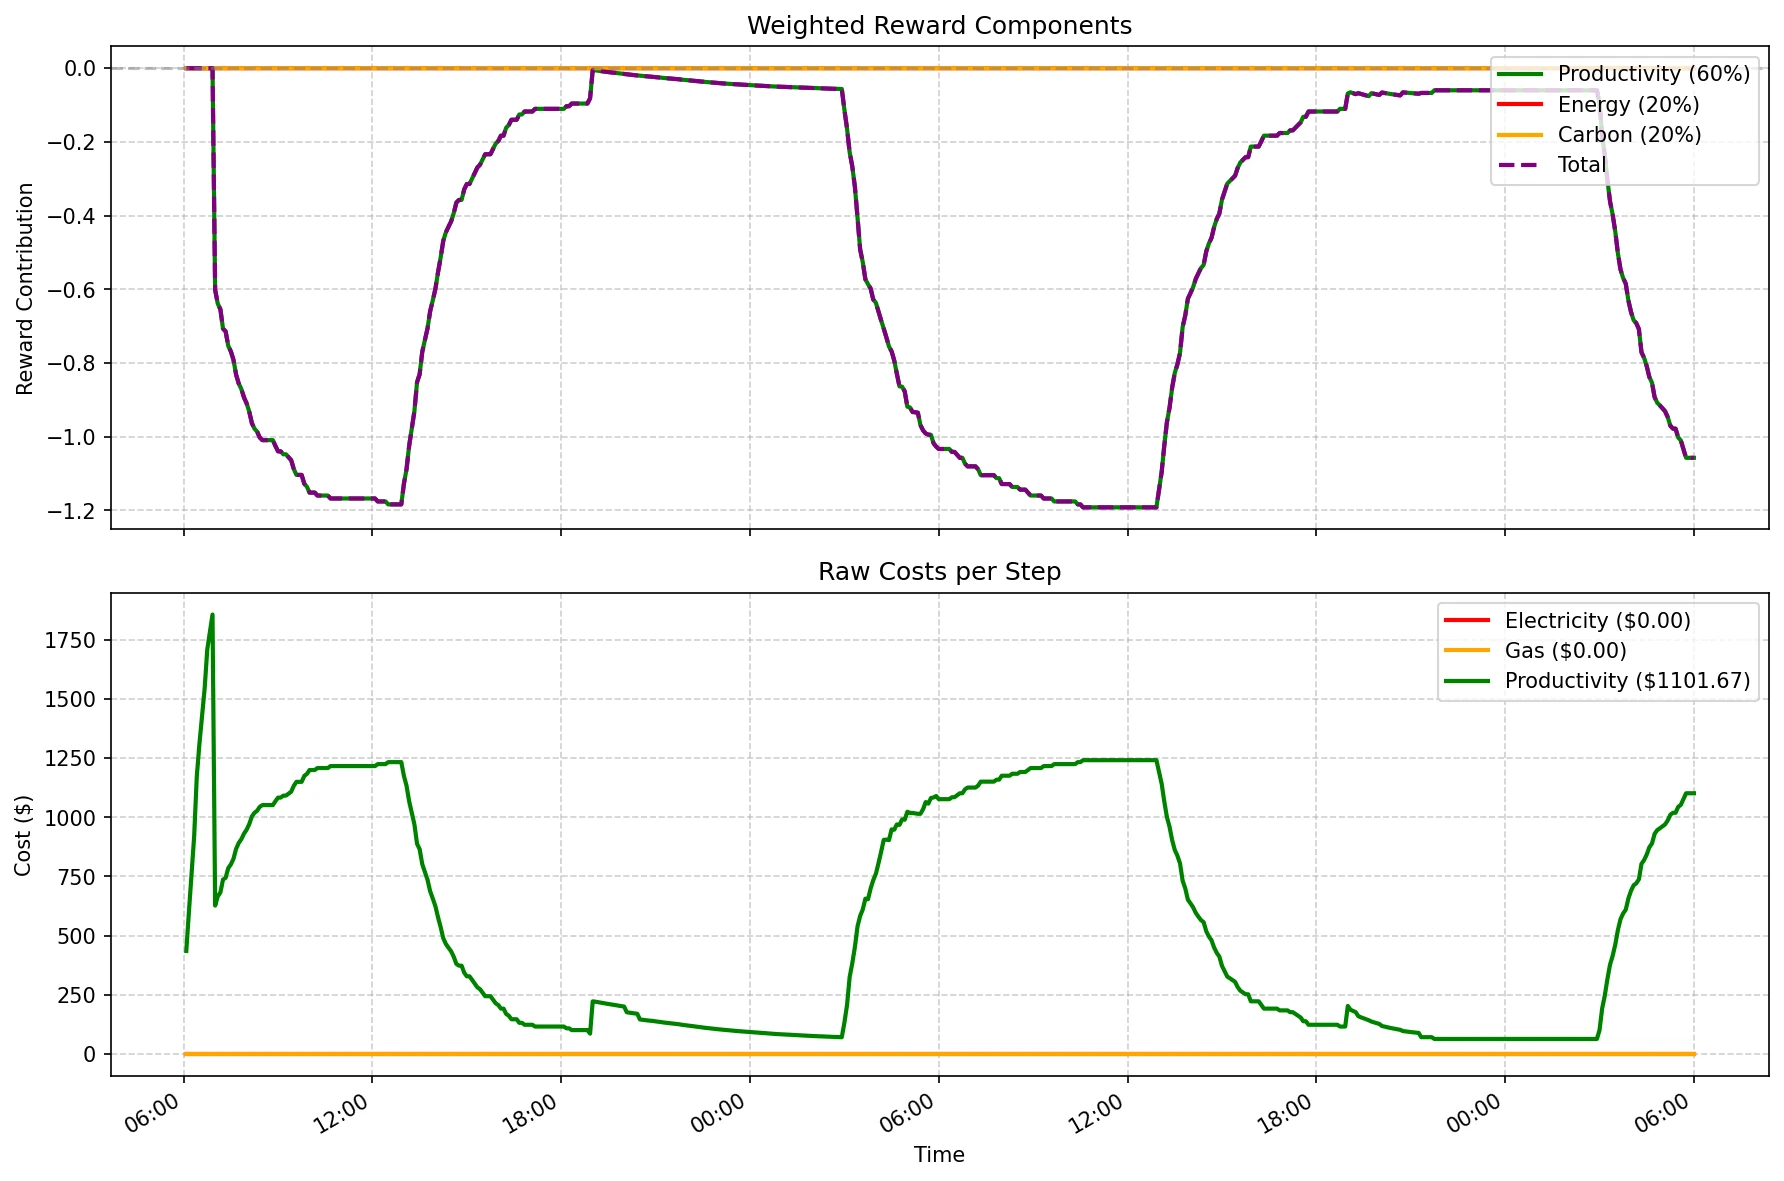 Weighted Reward Components
Productivity (60%)
Energy (20%)
Carbon (20%)
Total
0.0
−0.2
−0.4
−0.6
−0.8
−1.0
−1.2
Reward Contribution
Raw Costs per Step
Electricity ($0.00)
Gas ($0.00)
Productivity ($1101.67)
1750
1500
1250
1000
750
500
250
0
Cost ($)
06:00
12:00
18:00
00:00
06:00
12:00
18:00
00:00
06:00
Time